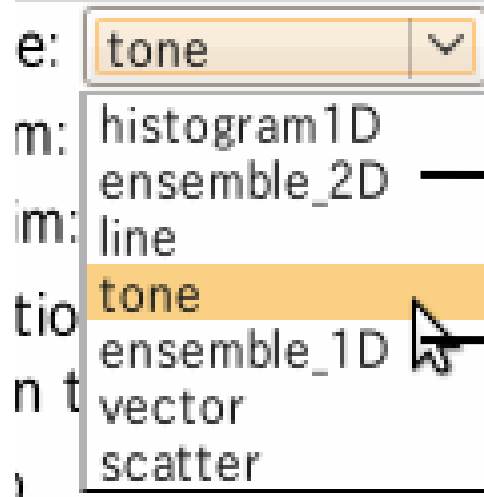 e: tone
m: histogram1D
ensemble_2D
im: line
tone
tio ensemble_1D
n t vector
scatter